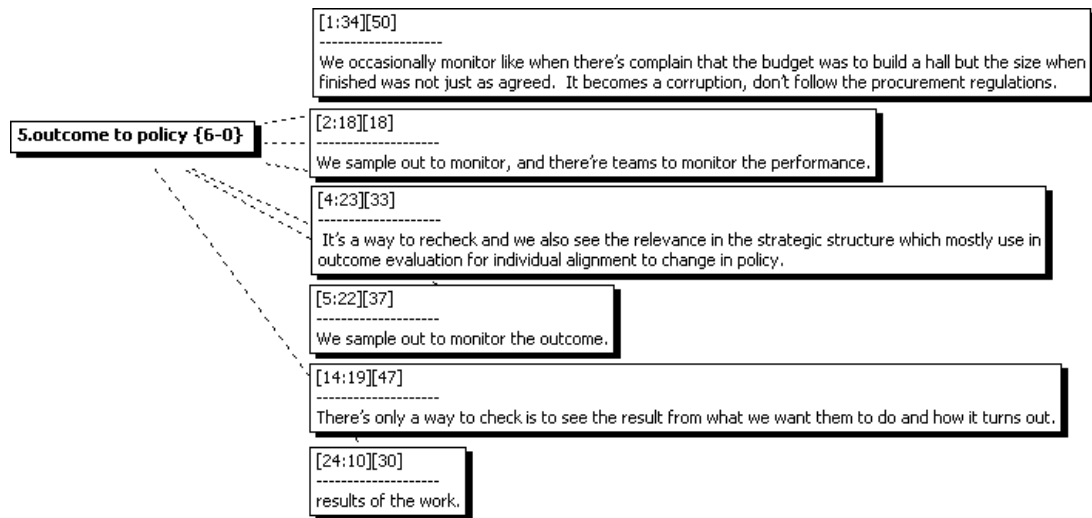 [1:34][50]
--------------------
We occasionally monitor like when there's complain that the budget was to build a hall but the size when
finished was not just as agreed.  It becomes a corruption, don't follow the procurement regulations.
5.outcome to policy {6-0}
[2:18][18]
--------------------
We sample out to monitor, and there're teams to monitor the performance.
[4:23][33]
--------------------
It's a way to recheck and we also see the relevance in the strategic structure which mostly use in
outcome evaluation for individual alignment to change in policy.
[5:22][37]
--------------------
We sample out to monitor the outcome.
[14:19][47]
--------------------
There's only a way to check is to see the result from what we want them to do and how it turns out.
[24:10][30]
--------------------
results of the work.